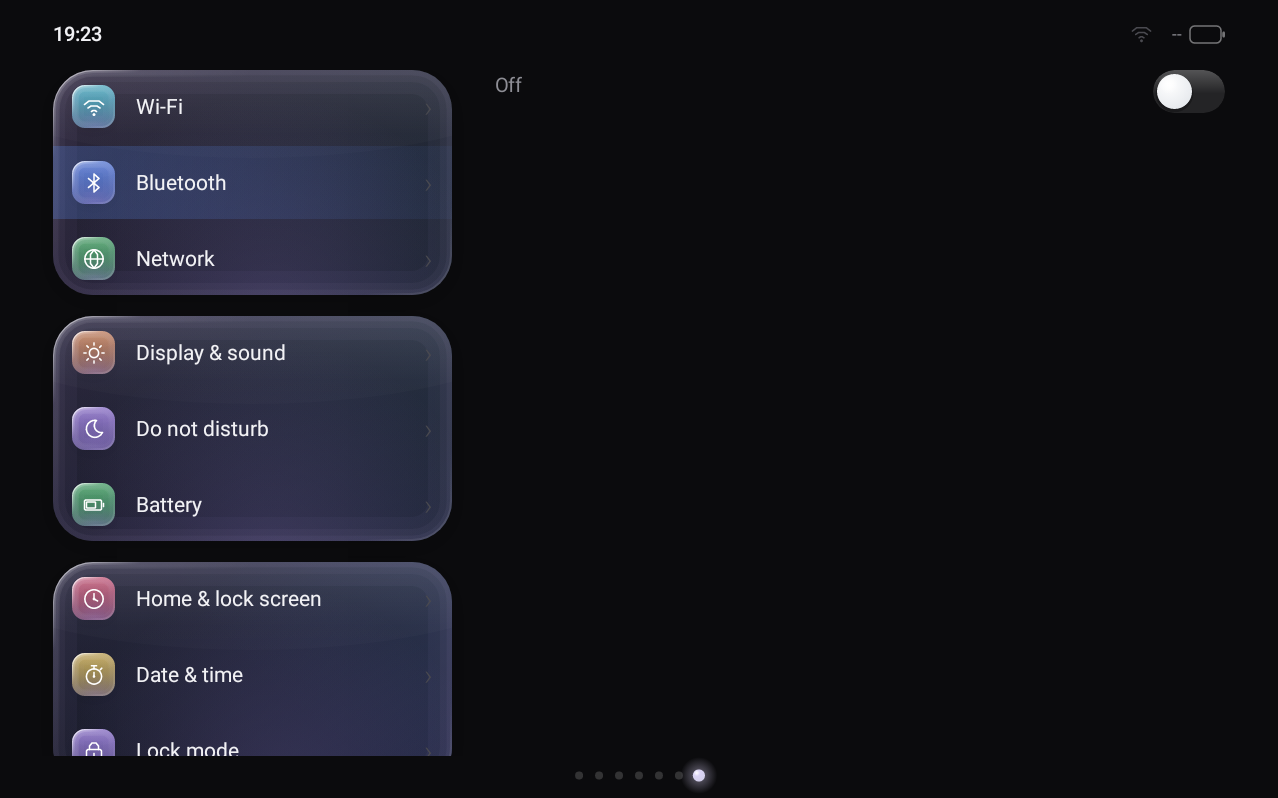 19:23
--
Wi-Fi
Off
Bluetooth
Network
Display & sound
Do not disturb
Battery
Home & lock screen
Date & time
Lock mode